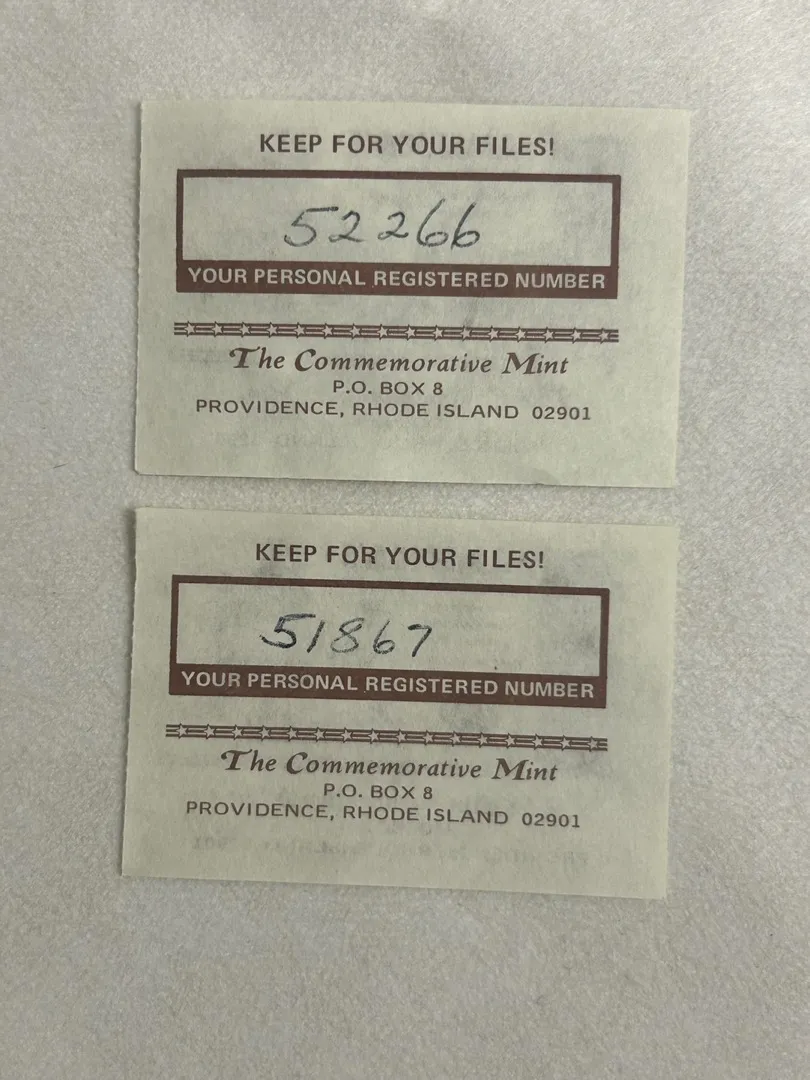 KEEP FOR YOUR FILES!
52266
YOUR PERSONAL REGISTERED NUMBER
The Commemorative Mint
P.O. BOX 8
PROVIDENCE, RHODE ISLAND 02901
KEEP FOR YOUR FILES!
51867
YOUR PERSONAL REGISTERED NUMBER
The Commemorative Mint
P.O. BOX 8
PROVIDENCE, RHODE ISLAND 02901